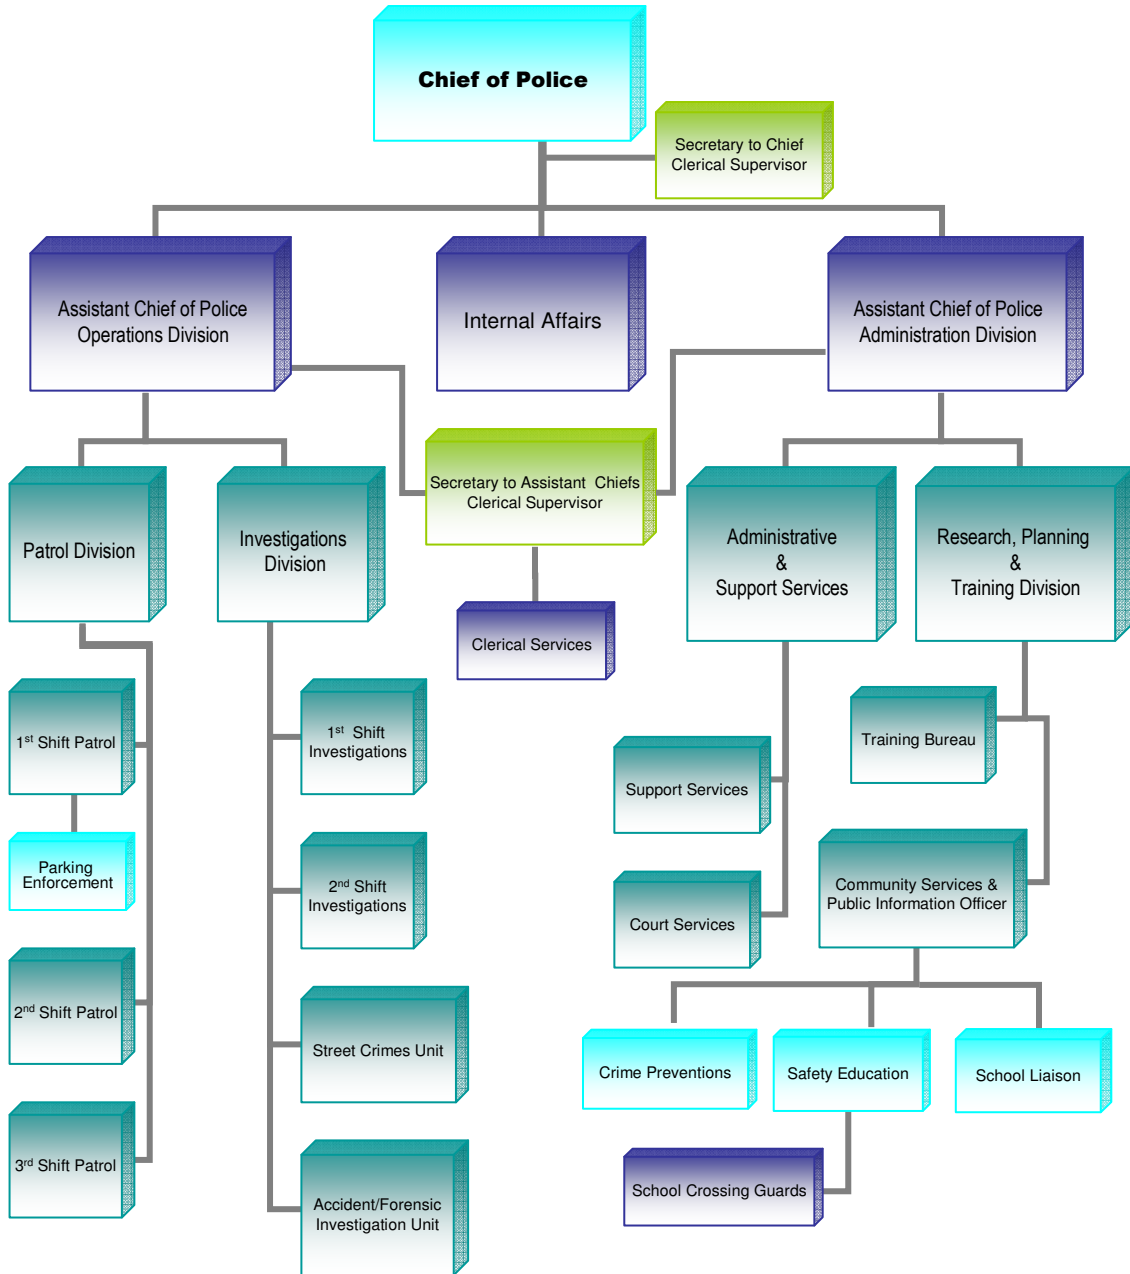 Chief of Police
Secretary to Chief
Clerical Supervisor
Assistant Chief of Police
Operations Division
Internal Affairs
Assistant Chief of Police
Administration Division
Secretary to Assistant Chiefs
Clerical Supervisor
Patrol Division
Investigations
Division
Administrative
&
Support Services
Research, Planning
&
Training Division
Clerical Services
1st Shift Patrol
1st Shift
Investigations
Training Bureau
Support Services
Parking
Enforcement
2nd Shift
Investigations
Community Services &
Public Information Officer
Court Services
2nd Shift Patrol
Street Crimes Unit
Crime Preventions
Safety Education
School Liaison
3rd Shift Patrol
Accident/Forensic
Investigation Unit
School Crossing Guards